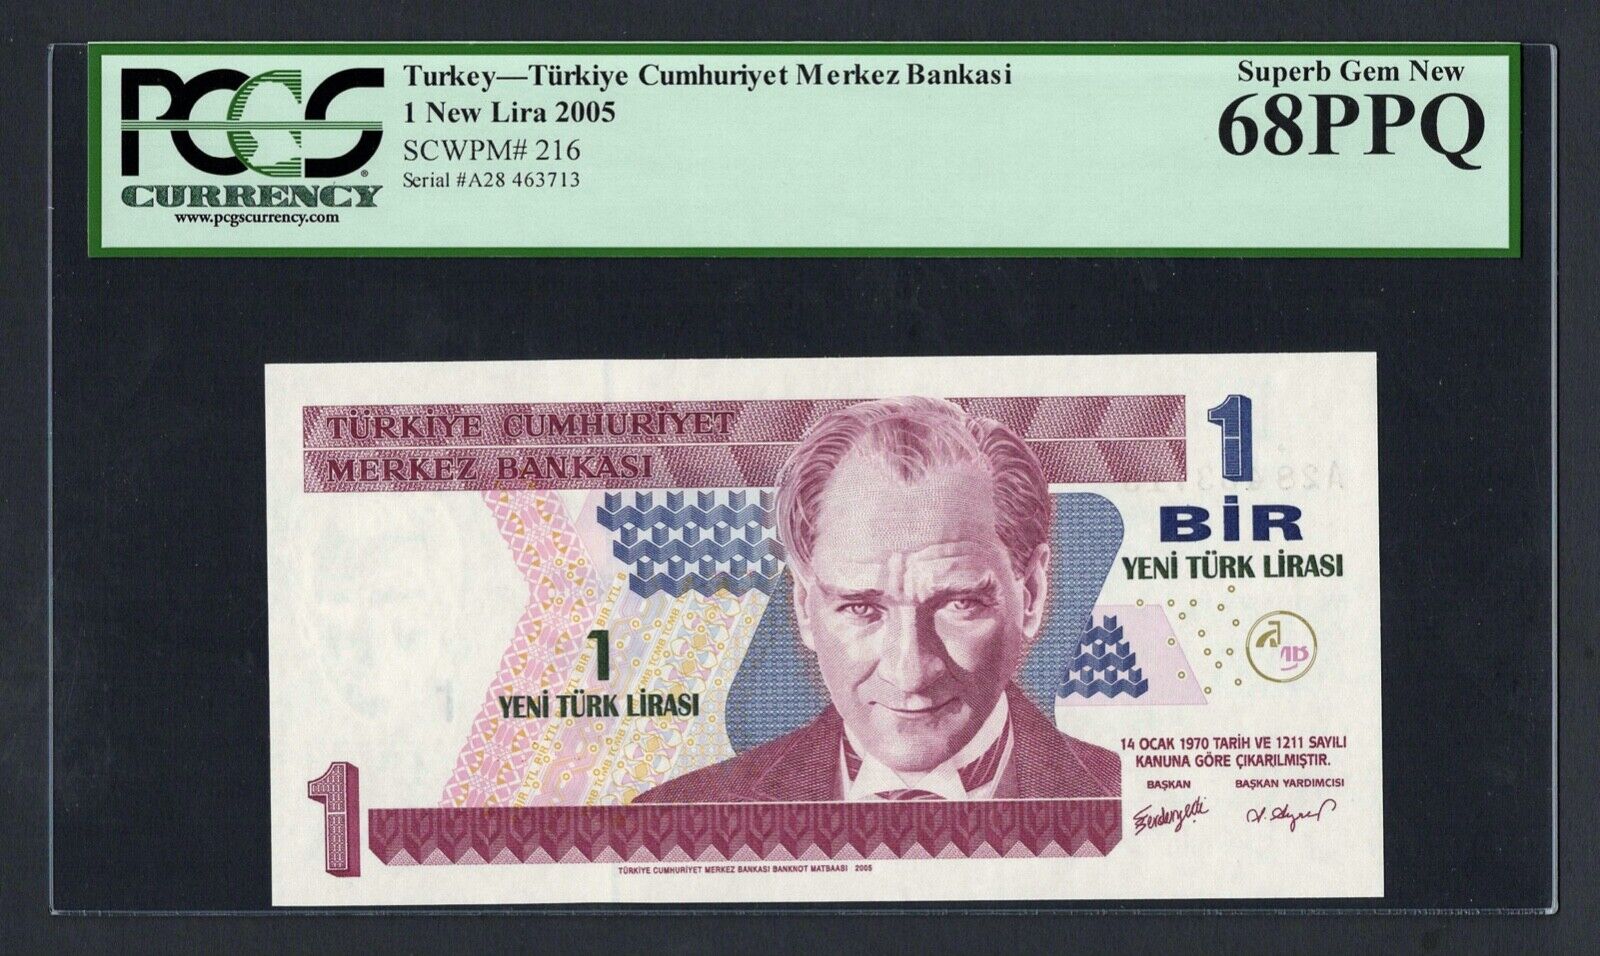 PCGS
CURRENCY
www.pcgscurrency.com
Turkey—Türkiye Cumhuriyet Merkez Bankasi
1 New Lira 2005
SCWPM# 216
Serial #A28 463713
Superb Gem New
68PPQ
TÜRKİYE CUMHURİYET
MERKEZ BANKASI
1
BİR
YENİ TÜRK LİRASI
1
YENİ TÜRK LİRASI
14 OCAK 1970 TARİH VE 1211 SAYILI
KANUNA GÖRE ÇIKARILMIŞTIR.
BAŞKAN BAŞKAN YARDIMCISI
1
TÜRKİYE CUMHURİYET MERKEZ BANKASI BANKNOT MATBAASI 2005